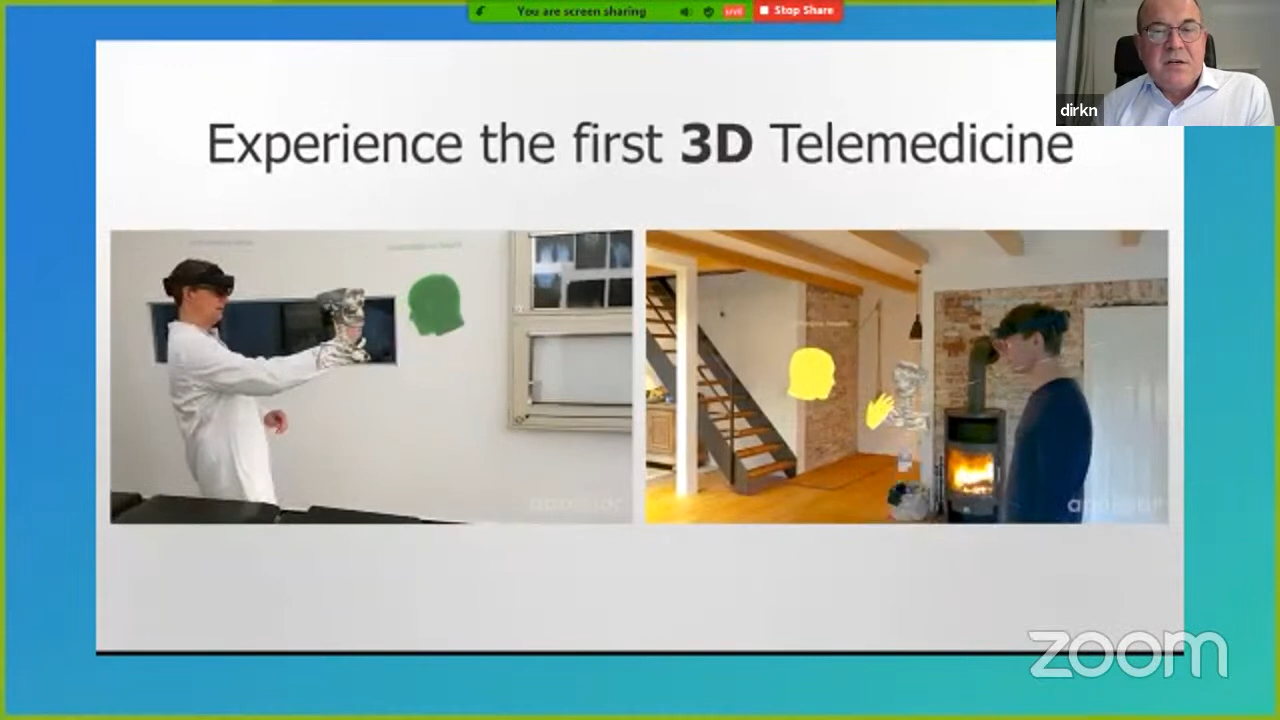 You are screen sharing
LIVE
Stop Share
dirkn
Experience the first 3D Telemedicine
zoom